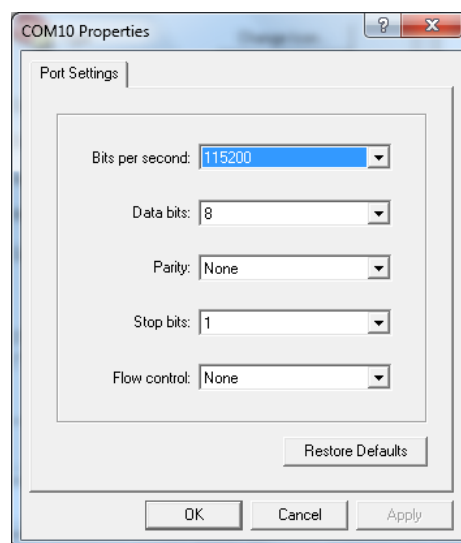 COM10 Properties
Port Settings
Bits per second: 115200
Data bits: 8
Parity: None
Stop bits: 1
Flow control: None
Restore Defaults
OK Cancel Apply